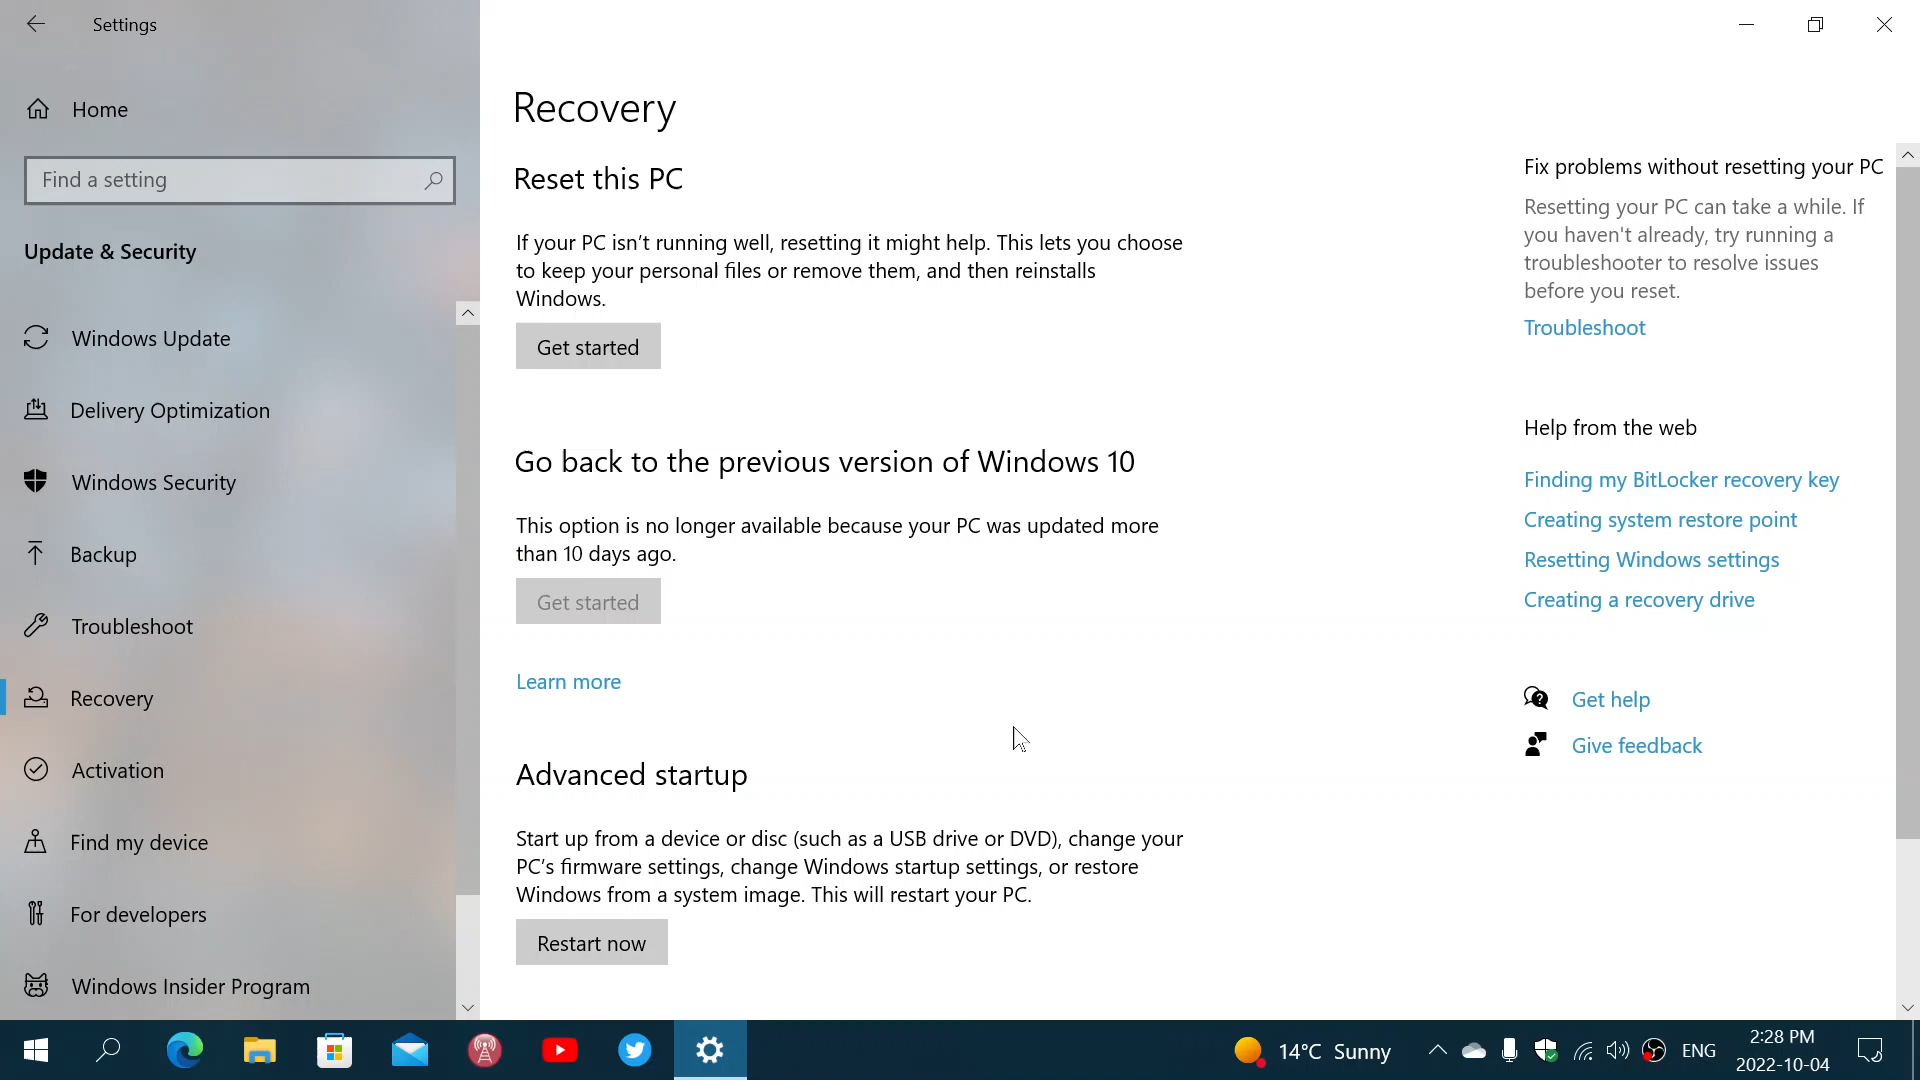 Settings
Home
Find a setting
Update & Security
Windows Update
Delivery Optimization
Windows Security
Backup
Troubleshoot
Recovery
Activation
Find my device
For developers
Windows Insider Program
Recovery
Reset this PC
If your PC isn't running well, resetting it might help. This lets you choose
to keep your personal files or remove them, and then reinstalls
Windows.
Get started
Go back to the previous version of Windows 10
This option is no longer available because your PC was updated more
than 10 days ago.
Get started
Learn more
Advanced startup
Start up from a device or disc (such as a USB drive or DVD), change your
PC's firmware settings, change Windows startup settings, or restore
Windows from a system image. This will restart your PC.
Restart now
Fix problems without resetting your PC
Resetting your PC can take a while. If
you haven't already, try running a
troubleshooter to resolve issues
before you reset.
Troubleshoot
Help from the web
Finding my BitLocker recovery key
Creating system restore point
Resetting Windows settings
Creating a recovery drive
Get help
Give feedback
14°C Sunny
ENG
2:28 PM
2022-10-04